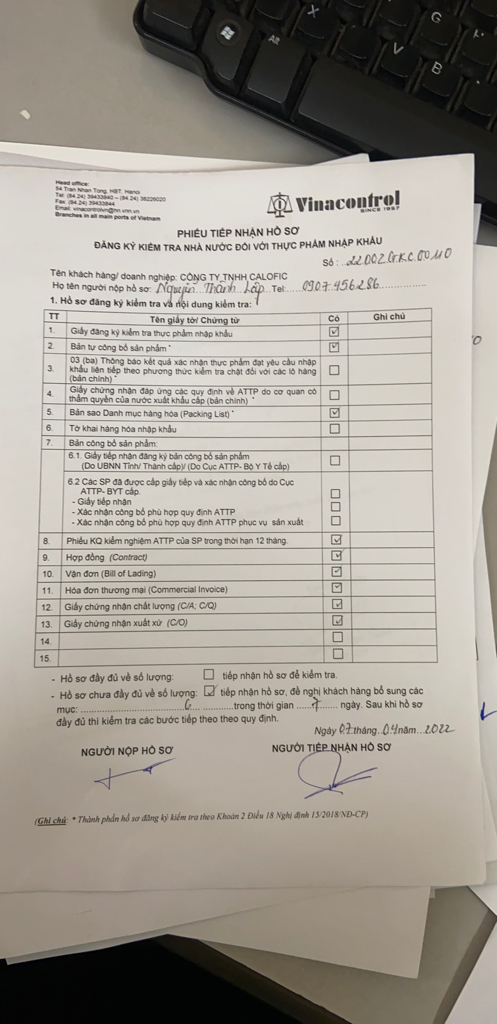 Head office:
54 Tran Nhan Tong, HBT, Hanoi
Tel: (84.24) 39433840 – (84.24) 38226020
Fax: (84.24) 39433844
Email: vinacontrolvn@hn.vnn.vn
Branches in all main ports of Vietnam
Vinacontrol
SINCE 1957
PHIẾU TIẾP NHẬN HỒ SƠ
ĐĂNG KÝ KIỂM TRA NHÀ NƯỚC ĐỐI VỚI THỰC PHẨM NHẬP KHẨU
Số:
Tên khách hàng/ doanh nghiệp: CÔNG TY TNHH CALOFIC
Họ tên người nộp hồ sơ: Nguyễn Thành Lập Tel: 0907456286
1. Hồ sơ đăng ký kiểm tra và nội dung kiểm tra:
TT Tên giấy tờ/ Chứng từ Có Ghi chú
1. Giấy đăng ký kiểm tra thực phẩm nhập khẩu ☑
2. Bản tự công bố sản phẩm * ☑
3. 03 (ba) Thông báo kết quả xác nhận thực phẩm đạt yêu cầu nhập
khẩu liên tiếp theo phương thức kiểm tra chặt đối với các lô hàng
(bản chính) * ☐
4. Giấy chứng nhận đáp ứng các quy định về ATTP do cơ quan có
thẩm quyền của nước xuất khẩu cấp (bản chính) * ☐
5. Bản sao Danh mục hàng hóa (Packing List) * ☑
6. Tờ khai hàng hóa nhập khẩu ☐
7. Bản công bố sản phẩm:
6.1. Giấy tiếp nhận đăng ký bản công bố sản phẩm
(Do UBNN Tỉnh/ Thành cấp)/ (Do Cục ATTP- Bộ Y Tế cấp) ☐
6.2 Các SP đã được cấp giấy tiếp và xác nhận công bố do Cục
ATTP- BYT cấp.
- Giấy tiếp nhận ☐
- Xác nhận công bố phù hợp quy định ATTP ☐
- Xác nhận công bố phù hợp quy định ATTP phục vụ sản xuất ☐
8. Phiếu KQ kiểm nghiệm ATTP của SP trong thời hạn 12 tháng. ☑
9. Hợp đồng (Contract) ☑
10. Vận đơn (Bill of Lading) ☑
11. Hóa đơn thương mại (Commercial Invoice) ☑
12. Giấy chứng nhận chất lượng (C/A; C/Q) ☑
13. Giấy chứng nhận xuất xứ (C/O) ☑
14. ☐
15. ☐
- Hồ sơ đầy đủ về số lượng: ☐ tiếp nhận hồ sơ để kiểm tra.
- Hồ sơ chưa đầy đủ về số lượng: ☑ tiếp nhận hồ sơ, đề nghị khách hàng bổ sung các
mục: 6 trong thời gian 7 ngày. Sau khi hồ sơ
đầy đủ thì kiểm tra các bước tiếp theo theo quy định.
Ngày 07 tháng 04 năm 2022
NGƯỜI NỘP HỒ SƠ NGƯỜI TIẾP NHẬN HỒ SƠ
(Ghi chú: * Thành phần hồ sơ đăng ký kiểm tra theo Khoản 2 Điều 18 Nghị định 15/2018/NĐ-CP)
X
G
Alt
V
B